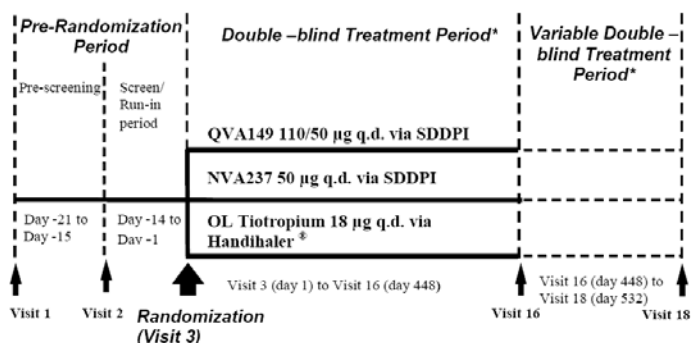 Pre-Randomization
Period
Double –blind Treatment Period*
Variable Double –
blind Treatment
Period*
Pre-screening
Screen/
Run-in
period
QVA149 110/50 µg q.d. via SDDPI
NVA237 50 µg q.d. via SDDPI
OL Tiotropium 18 µg q.d. via
Handihaler ®
Day -21 to
Day -15
Day -14 to
Day -1
Visit 3 (day 1) to Visit 16 (day 448)
Visit 16 (day 448) to
Visit 18 (day 532)
Visit 1
Visit 2
Randomization
(Visit 3)
Visit 16
Visit 18